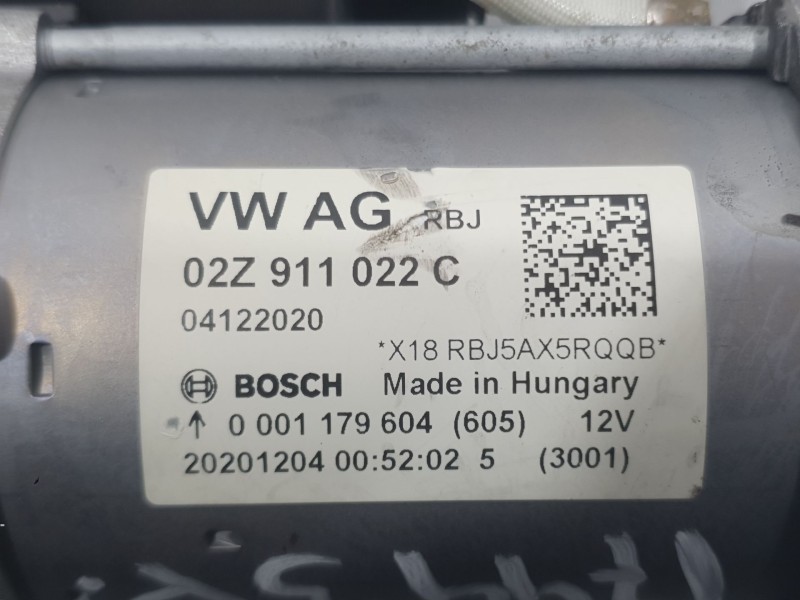 VW AG RBJ
02Z 911 022 C
04122020
*X18 RBJ5AX5RQQB*
BOSCH Made in Hungary
↑ 0 001 179 604 (605) 12V
20201204 00:52:02 5 (3001)